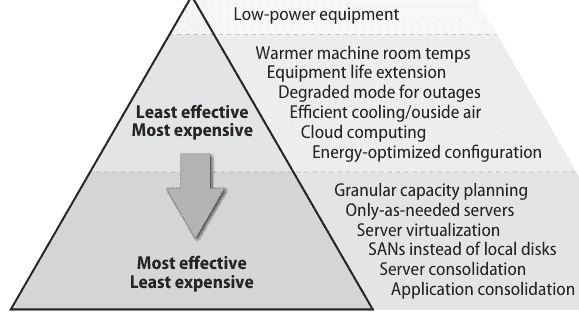 Low-power equipment
Warmer machine room temps
Equipment life extension
Degraded mode for outages
Efficient cooling/ouside air
Cloud computing
Energy-optimized configuration
Least effective
Most expensive
Granular capacity planning
Only-as-needed servers
Server virtualization
SANs instead of local disks
Server consolidation
Application consolidation
Most effective
Least expensive